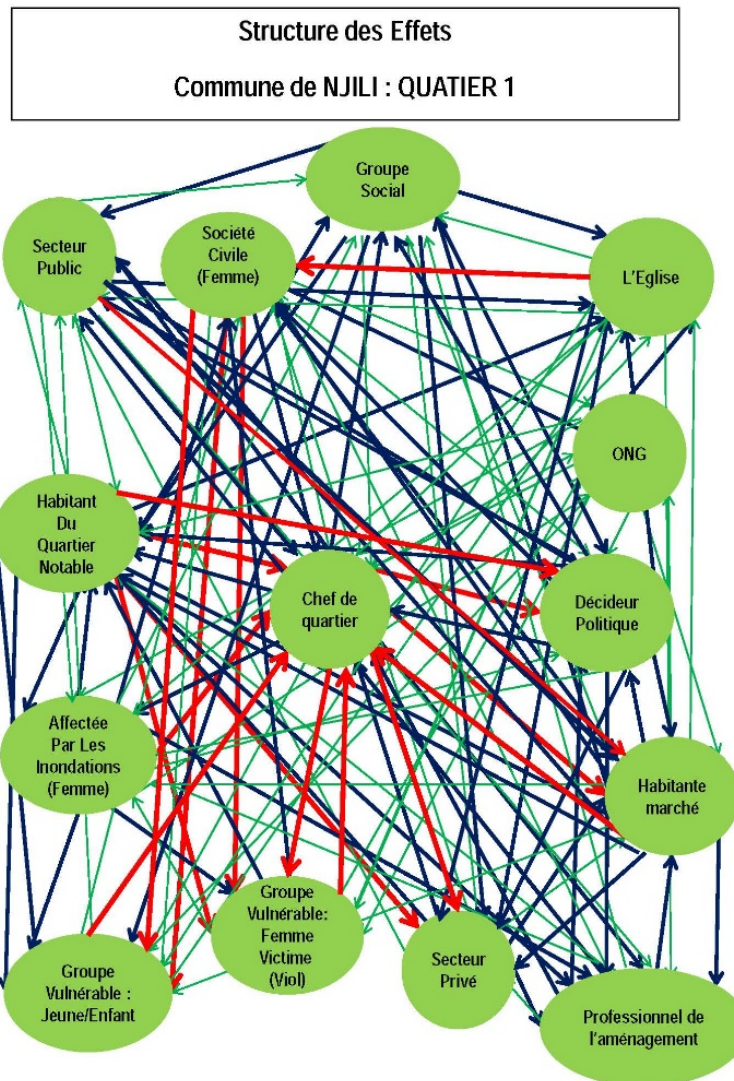 Structure des Effets
Commune de NJILI : QUATIER 1
Groupe
Social
Secteur
Public
Société
Civile
(Femme)
L'Eglise
ONG
Habitant
Du
Quartier
Notable
Chef de
quartier
Décideur
Politique
Affectée
Par Les
Inondations
(Femme)
Habitante
marché
Groupe
Vulnérable:
Femme
Victime
(Viol)
Secteur
Privé
Groupe
Vulnérable :
Jeune/Enfant
Professionnel de
l'aménagement